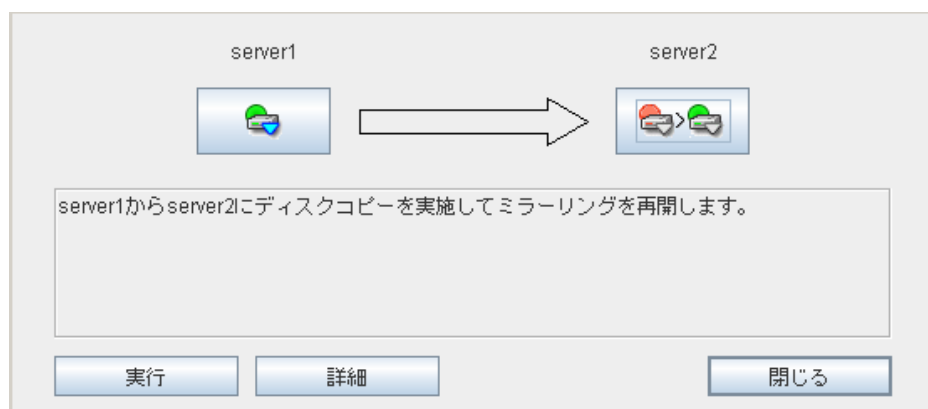 server1
server2
server1からserver2にディスクコピーを実施してミラーリングを再開します。
実行
詳細
閉じる